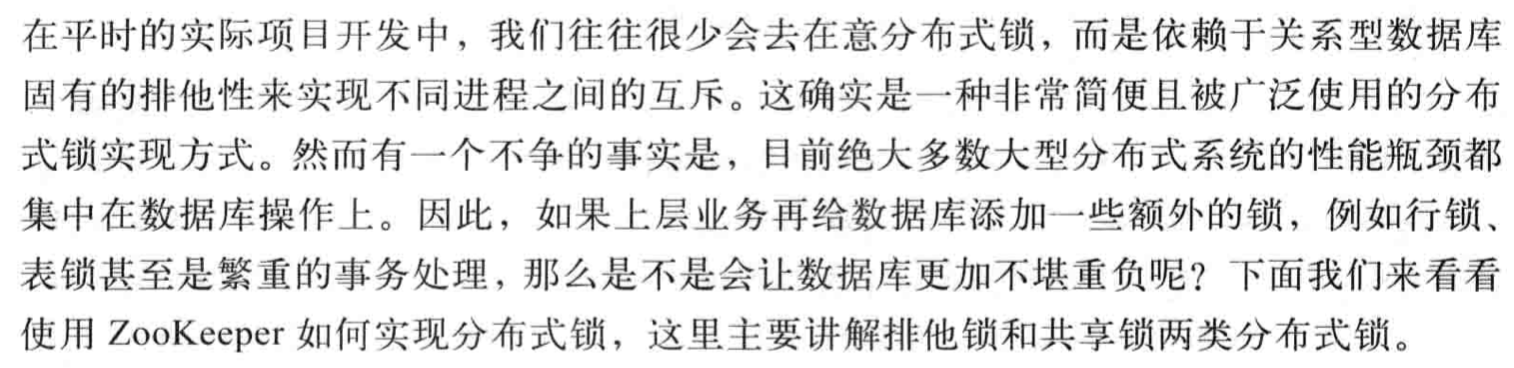 在平时的实际项目开发中，我们往往很少会去在意分布式锁，而是依赖于关系型数据库
固有的排他性来实现不同进程之间的互斥。这确实是一种非常简便且被广泛使用的分布
式锁实现方式。然而有一个不争的事实是，目前绝大多数大型分布式系统的性能瓶颈都
集中在数据库操作上。因此，如果上层业务再给数据库添加一些额外的锁，例如行锁、
表锁甚至是繁重的事务处理，那么是不是会让数据库更加不堪重负呢？下面我们来看看
使用 ZooKeeper 如何实现分布式锁，这里主要讲解排他锁和共享锁两类分布式锁。